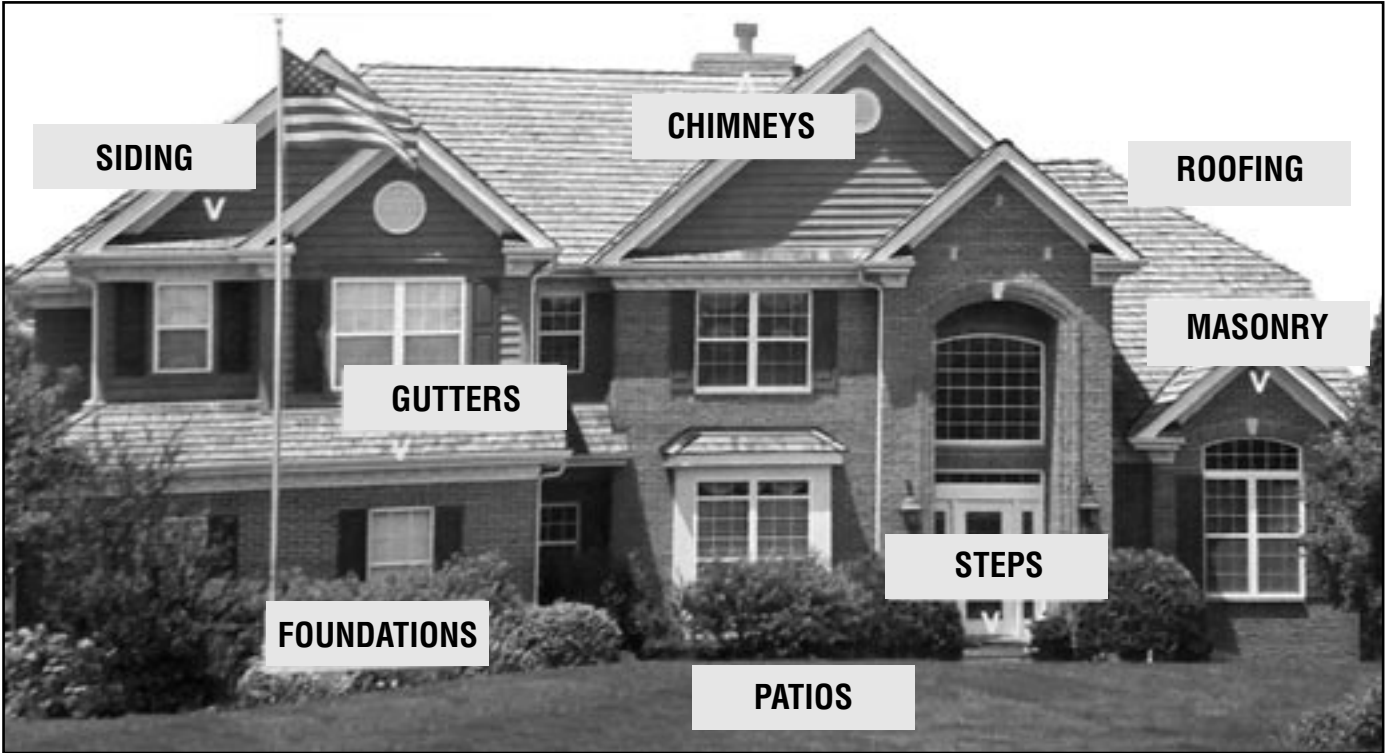 CHIMNEYS
SIDING
ROOFING
MASONRY
GUTTERS
STEPS
FOUNDATIONS
PATIOS